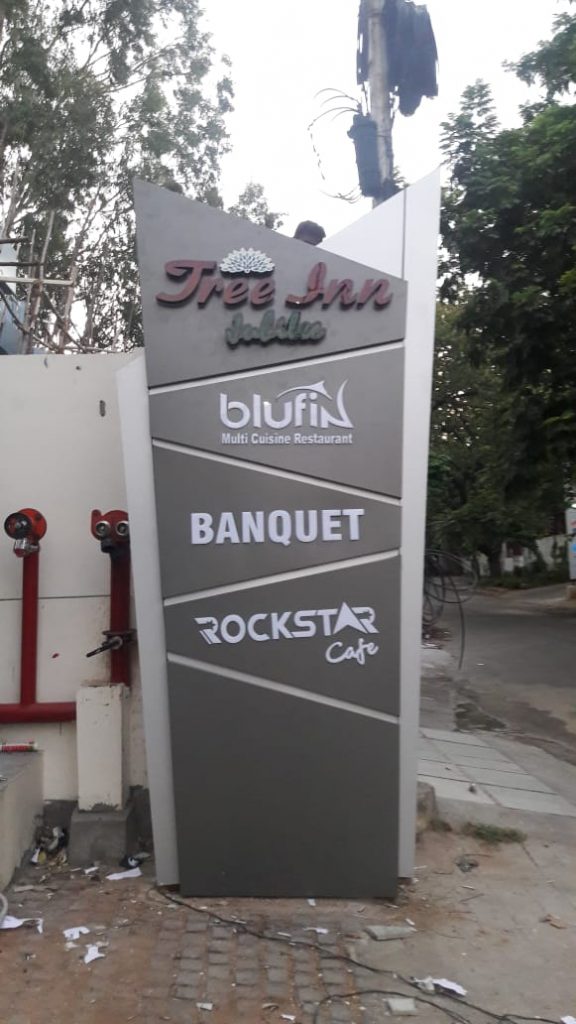 Tree Inn
Jubilee
blufiN
Multi Cuisine Restaurant
BANQUET
ROCKSTAR
Cafe